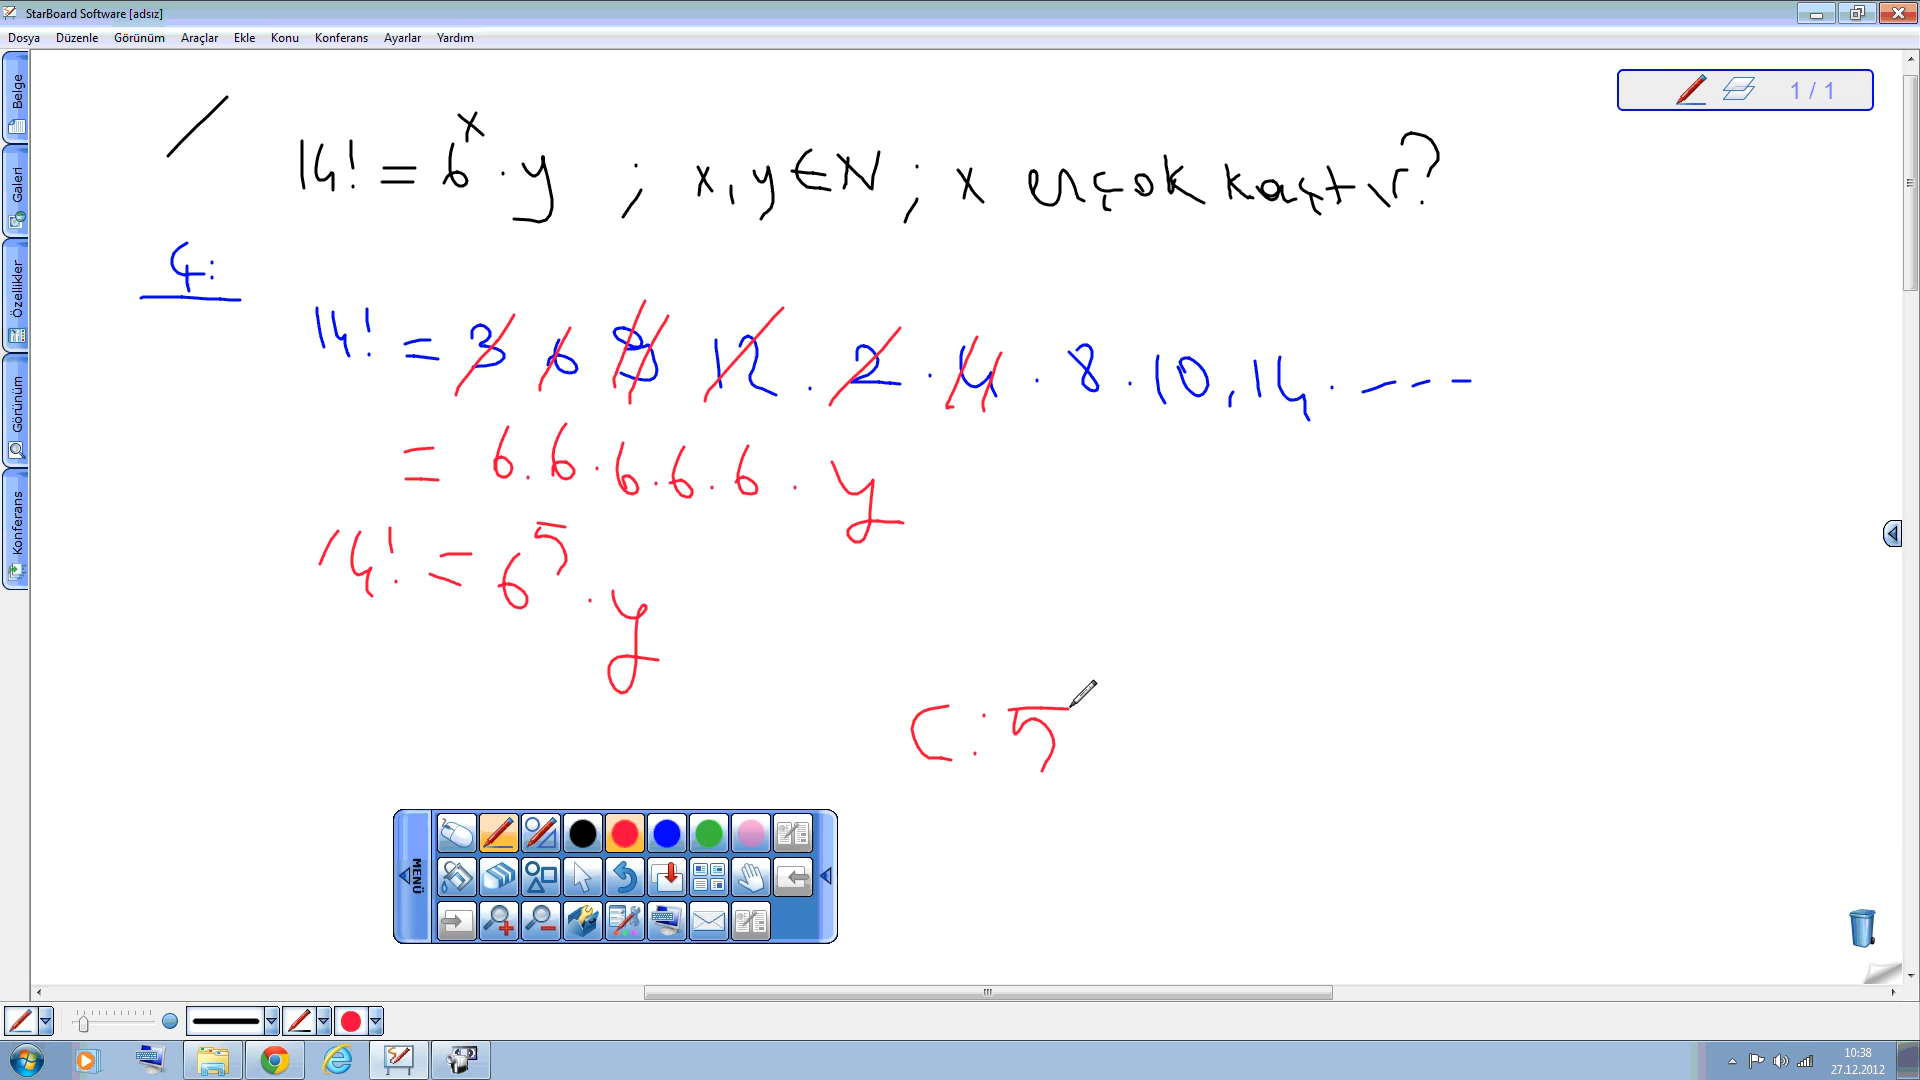 StarBoard Software [adsız]
Dosya Düzenle Görünüm Araçlar Ekle Konu Konferans Ayarlar Yardım
Belge
Galeri
Özellikler
Görünüm
Konferans
1 / 1
14! = 6^x . y ; x, y ∈ N ; x en çok kaçtır?
Ç:
14! = 3 6 9 12 . 2 . 4 . 8 . 10 . 14 . ----
= 6 . 6 . 6 . 6 . 6 . y
14! = 6^5 . y
C : 5
MENÜ
10:38
27.12.2012